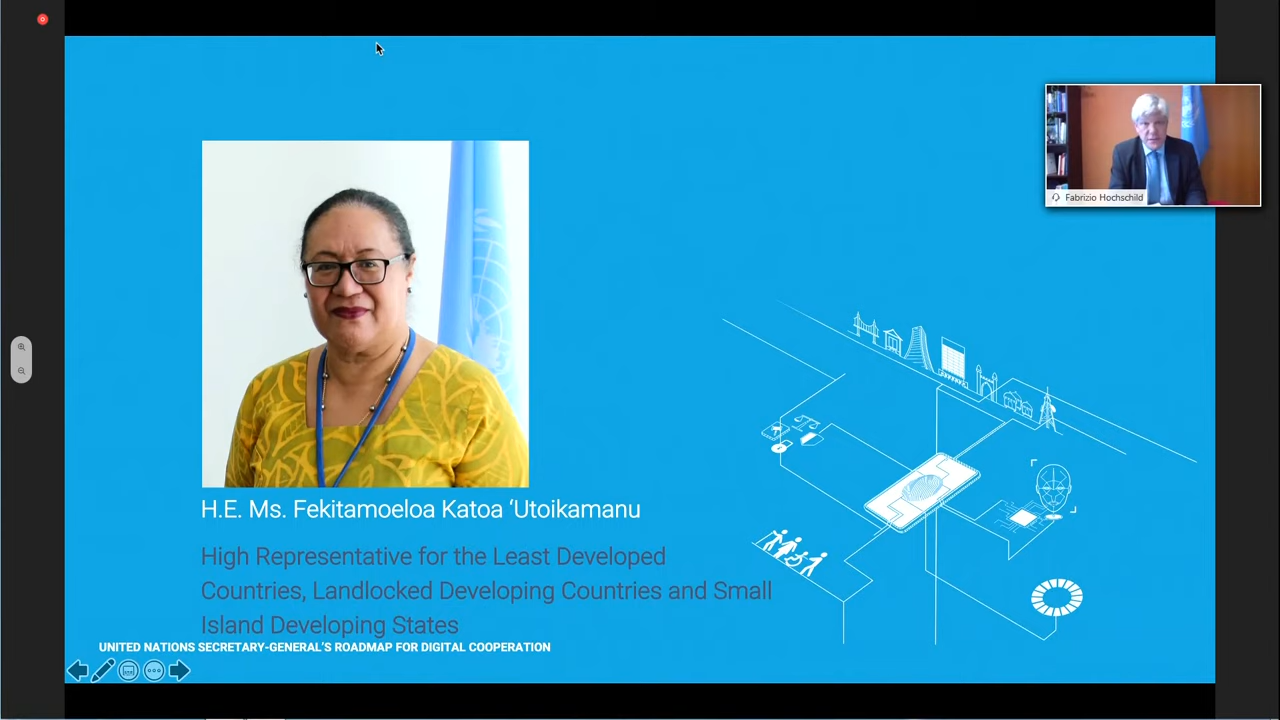 Fabrizio Hochschild
H.E. Ms. Fekitamoeloa Katoa ‘Utoikamanu
High Representative for the Least Developed
Countries, Landlocked Developing Countries and Small
Island Developing States
UNITED NATIONS SECRETARY-GENERAL’S ROADMAP FOR DIGITAL COOPERATION